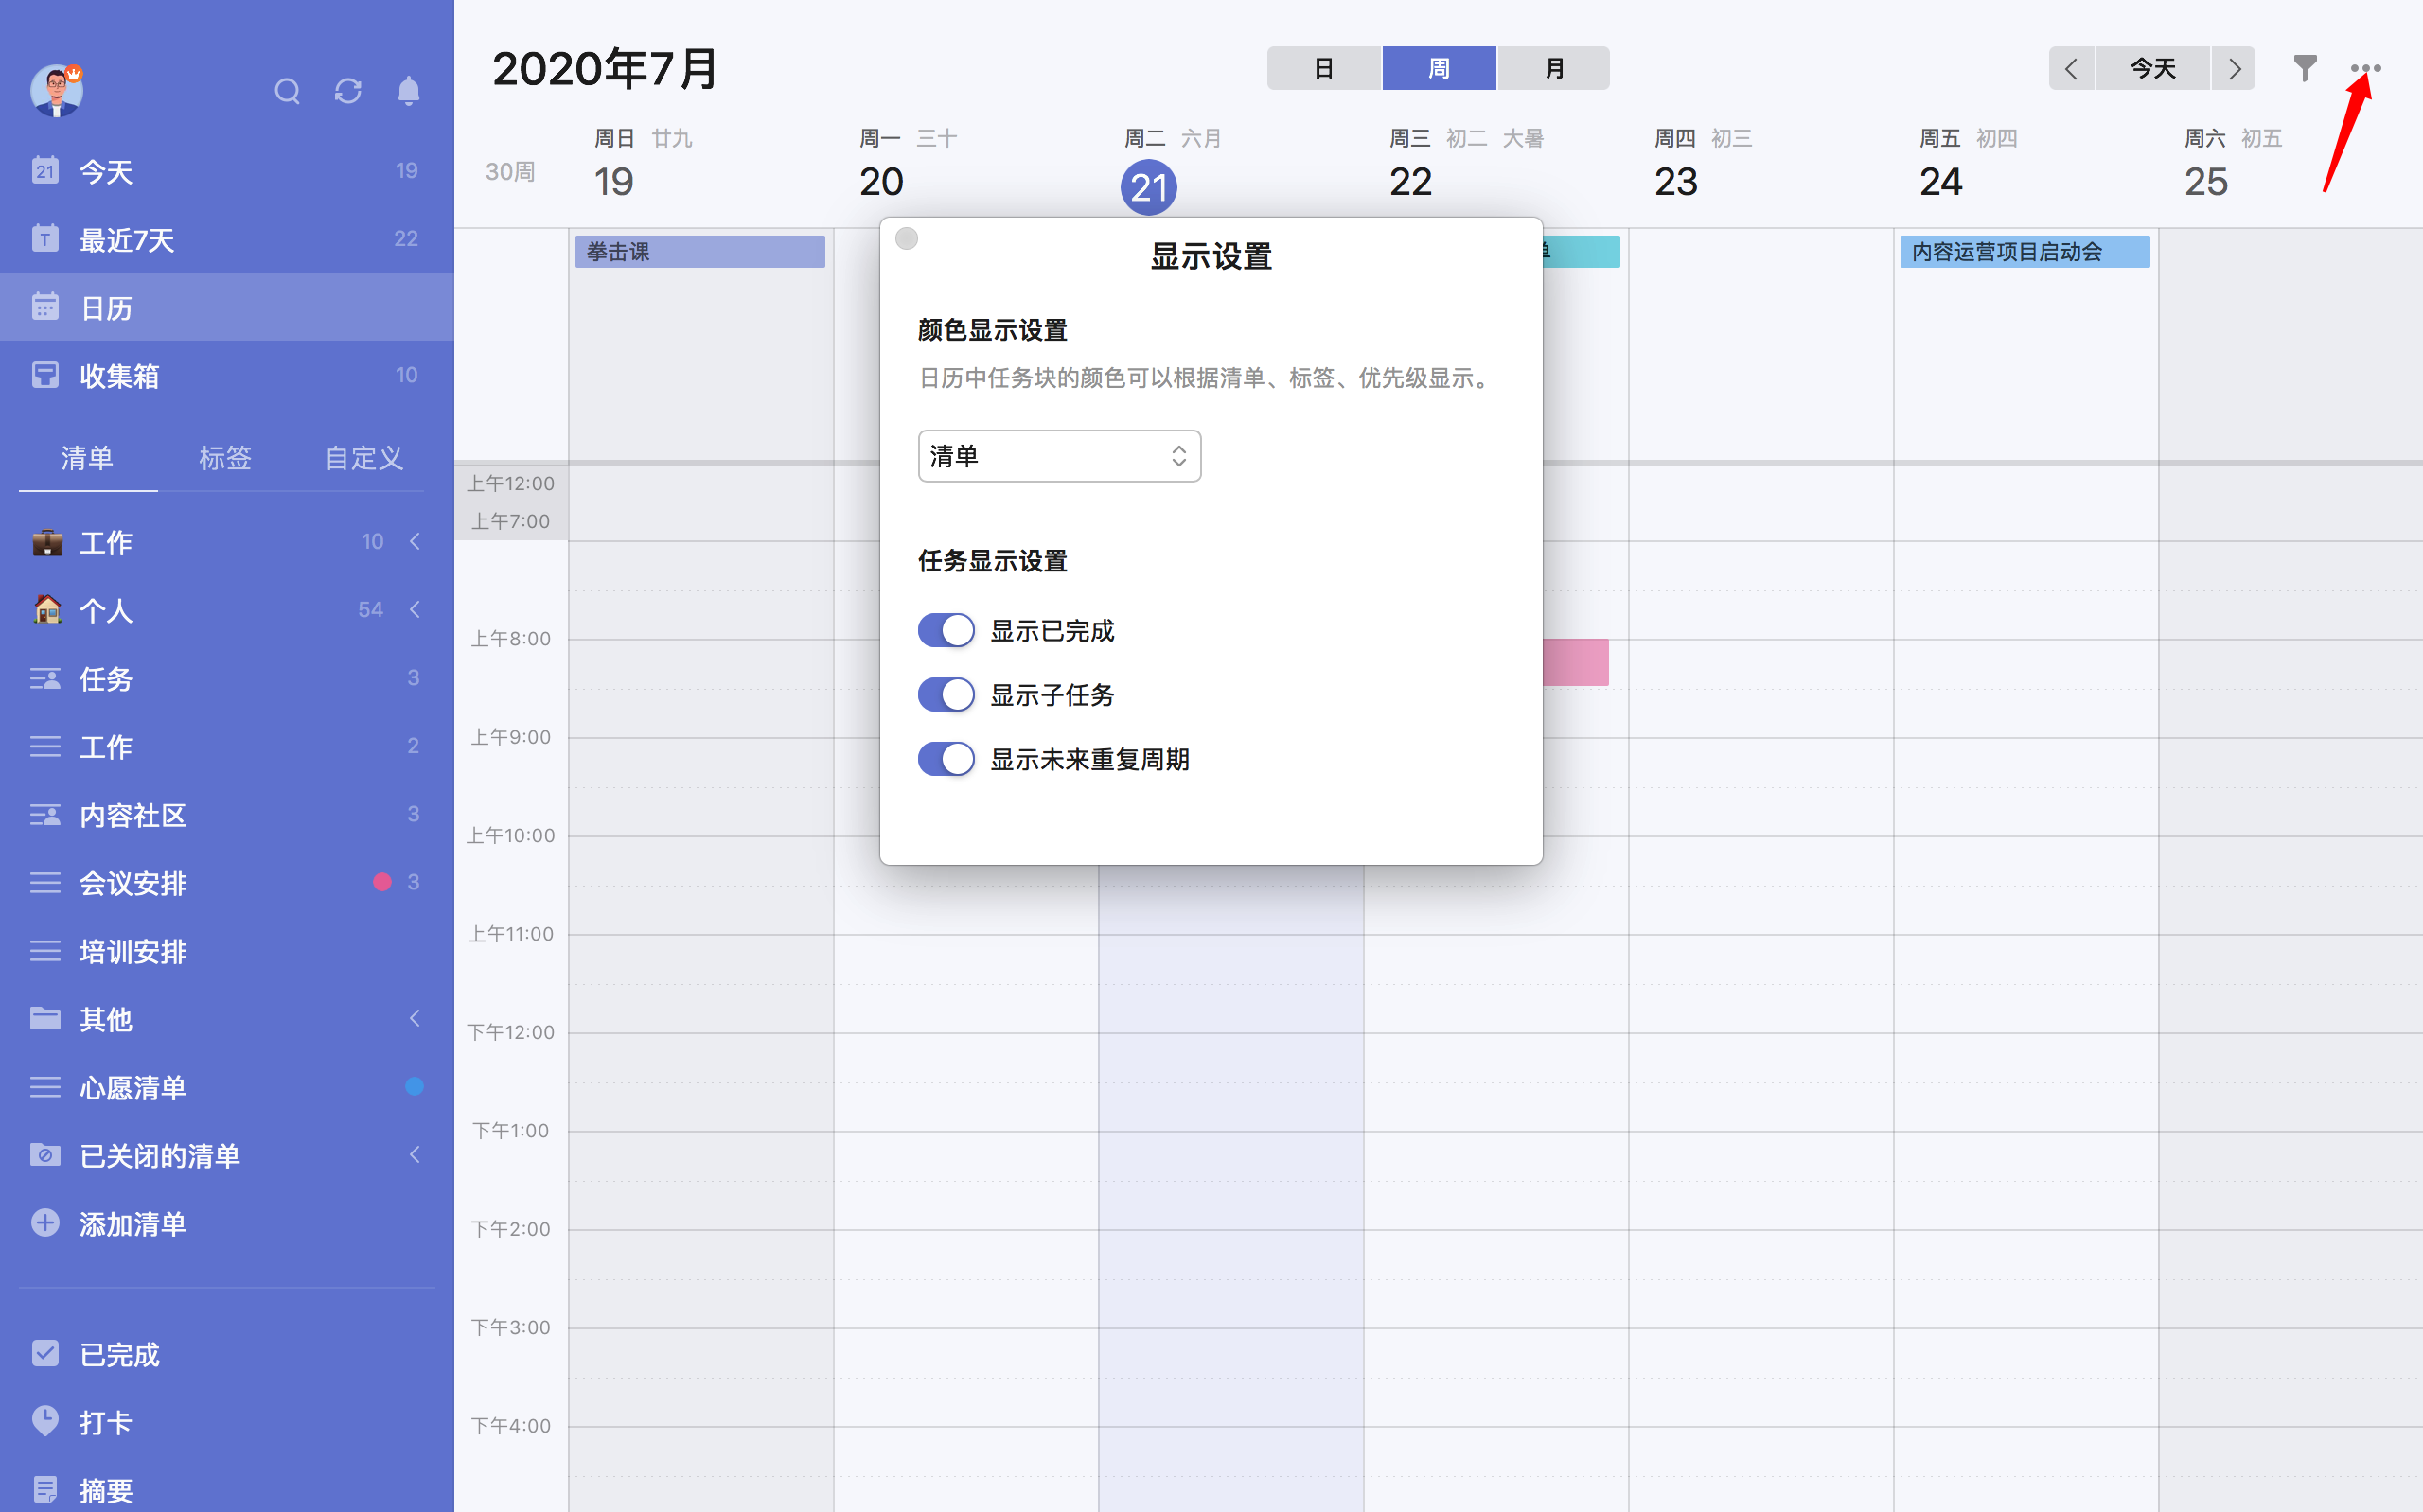 今天 19
最近7天 22
日历
收集箱 10
清单 标签 自定义
工作 10
个人 54
任务 3
工作 2
内容社区 3
会议安排 3
培训安排
其他
心愿清单
已关闭的清单
添加清单
已完成
打卡
摘要
2020年7月
日 周 月
今天
30周
周日 廿九
19
周一 三十
20
周二 六月
21
周三 初二 大暑
22
周四 初三
23
周五 初四
24
周六 初五
25
拳击课
内容运营项目启动会
上午12:00
上午7:00
上午8:00
上午9:00
上午10:00
上午11:00
下午12:00
下午1:00
下午2:00
下午3:00
下午4:00
显示设置
颜色显示设置
日历中任务块的颜色可以根据清单、标签、优先级显示。
清单
任务显示设置
显示已完成
显示子任务
显示未来重复周期